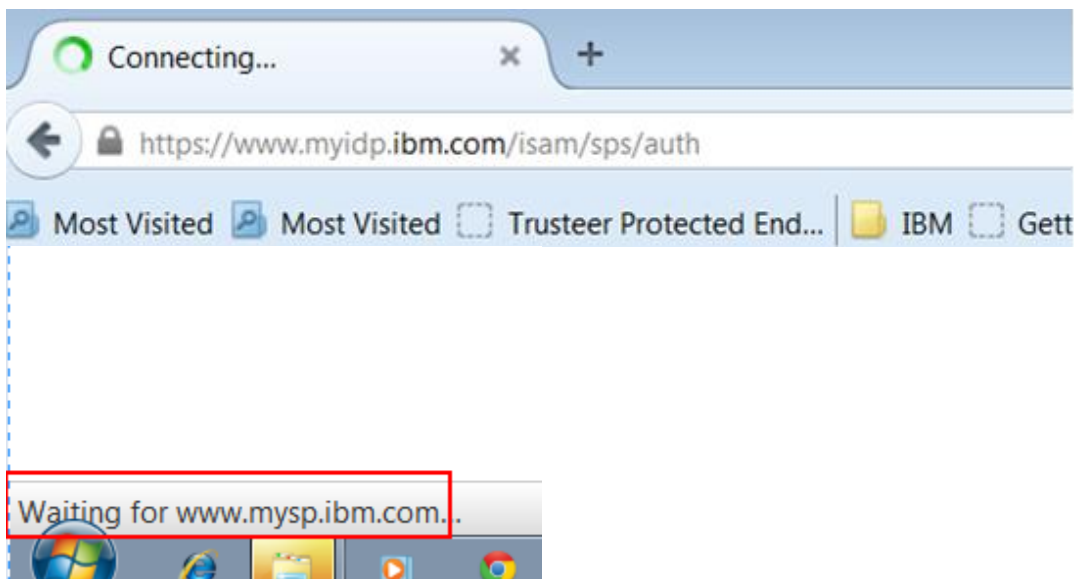 Connecting...
https://www.myidp.ibm.com/isam/sps/auth
Most Visited Most Visited Trusteer Protected End... IBM Gett
Waiting for www.mysp.ibm.com...